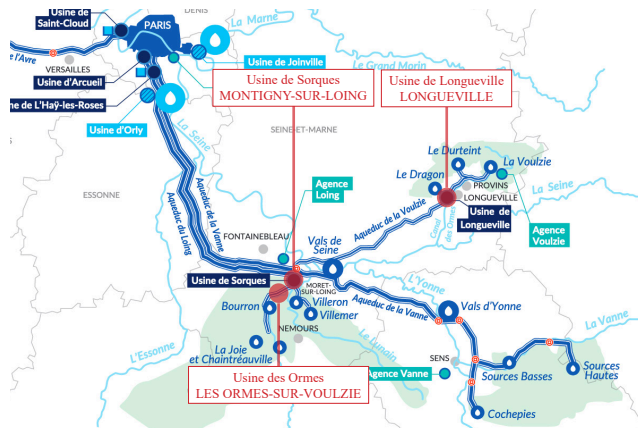 Usine de
Saint-Cloud
PARIS
DENIS
La Marne
e l'Avre
VERSAILLES
Usine de Joinville
Le Grand Morin
Usine d'Arcueil
ne de L'Haÿ-les-Roses
Usine d'Orly
Usine de Sorques
MONTIGNY-SUR-LOING
Usine de Longueville
LONGUEVILLE
La Seine
SEINE-ET-MARNE
Le Durteint
La Voulzie
Le Dragon
PROVINS
LONGUEVILLE
La Seine
Agence
Loing
ESSONNE
Aqueduc de la Vanne
Aqueduc du Loing
Aqueduc de la Voulzie
Canal
des Ormes
Usine de
Longueville
Agence
Voulzie
FONTAINEBLEAU
Vals de
Seine
Usine de Sorques
MORET-
SUR-LOING
L'Yonne
Aqueduc de la Vanne
Bourron
Villeron
Villemer
Vals d'Yonne
La Vanne
NEMOURS
L'Essonne
La Joie
et Chaintréauville
Le Lunain
SENS
Agence Vanne
Sources Basses
Sources
Hautes
Usine des Ormes
LES ORMES-SUR-VOULZIE
Cochepies